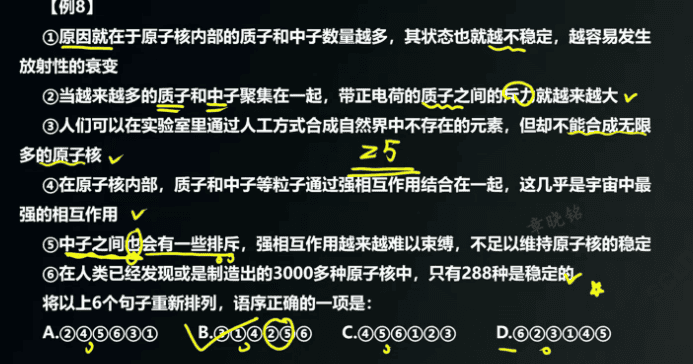 【例8】
①原因就在于原子核内部的质子和中子数量越多，其状态也就越不稳定，越容易发生
放射性的衰变
②当越来越多的质子和中子聚集在一起，带正电荷的质子之间的斥力就越来越大
③人们可以在实验室里通过人工方式合成自然界中不存在的元素，但却不能合成无限
多的原子核
25
④在原子核内部，质子和中子等粒子通过强相互作用结合在一起，这几乎是宇宙中最
强的相互作用
章晓铭
⑤中子之间也会有一些排斥，强相互作用越来越难以束缚，不足以维持原子核的稳定
⑥在人类已经发现或是制造出的3000多种原子核中，只有288种是稳定的
将以上6个句子重新排列，语序正确的一项是：
A.②④⑤⑥③① B.③①④②⑤⑥ C.④⑤⑥①②③ D.⑥②③①④⑤